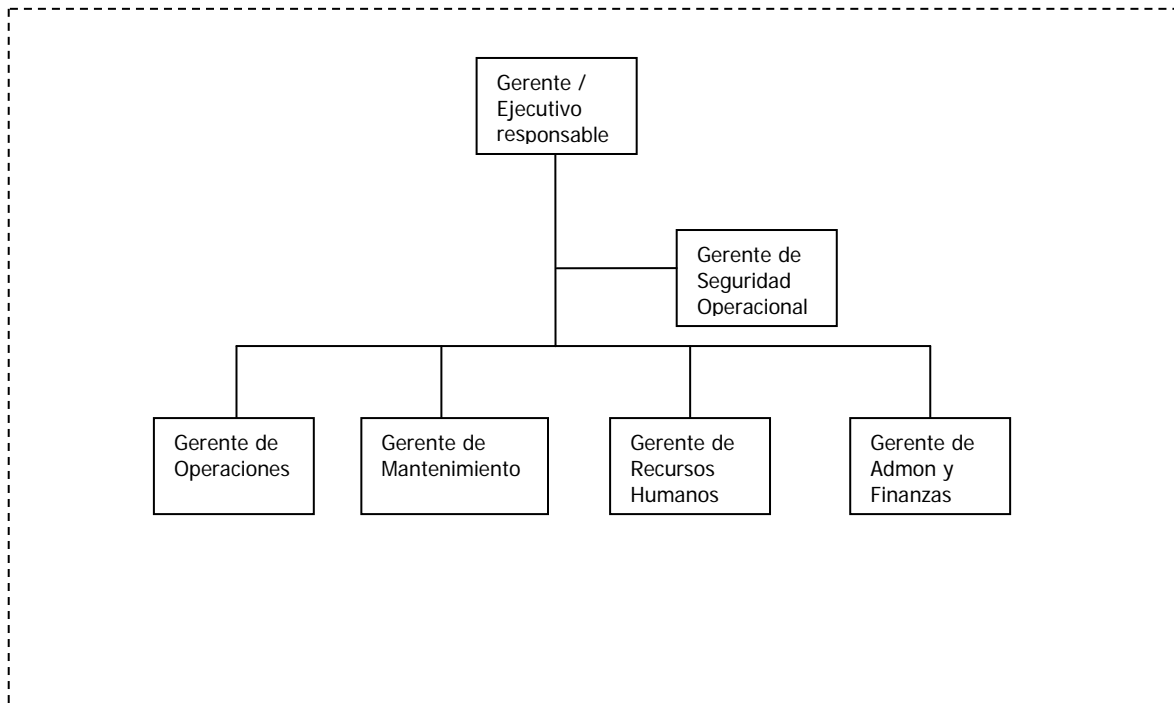 Gerente /
Ejecutivo
responsable
Gerente de
Seguridad
Operacional
Gerente de
Operaciones
Gerente de
Mantenimiento
Gerente de
Recursos
Humanos
Gerente de
Admon y
Finanzas